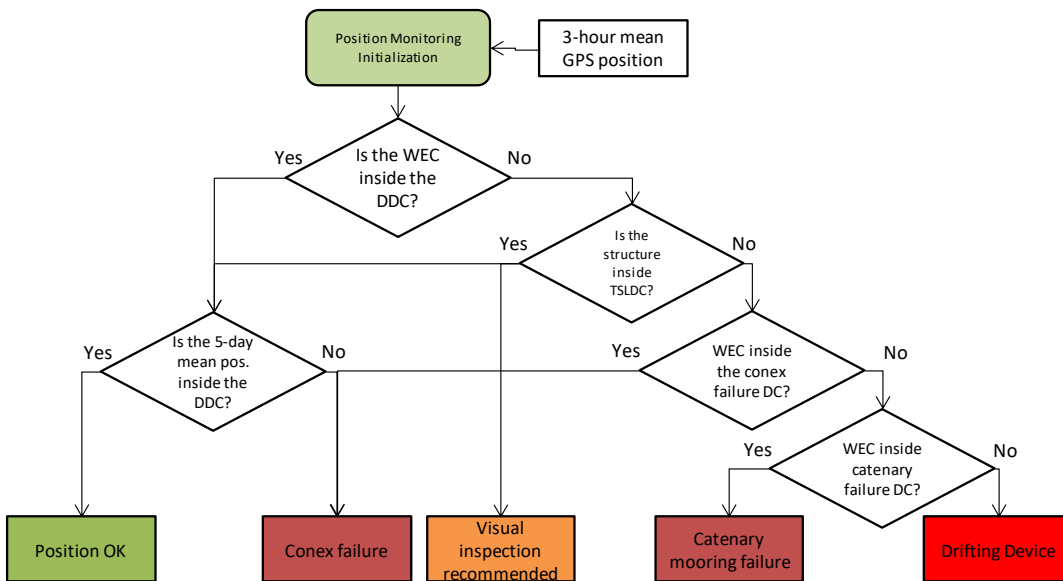 Position Monitoring
Initialization
3-hour mean
GPS position
Yes
Is the WEC
inside the
DDC?
No
Yes
Is the
structure
inside
TSLDC?
No
Yes
Is the 5-day
mean pos.
inside the
DDC?
No
Yes
WEC inside
the conex
failure DC?
No
Yes
WEC inside
catenary
failure DC?
No
Position OK
Conex failure
Visual
inspection
recommended
Catenary
mooring failure
Drifting Device